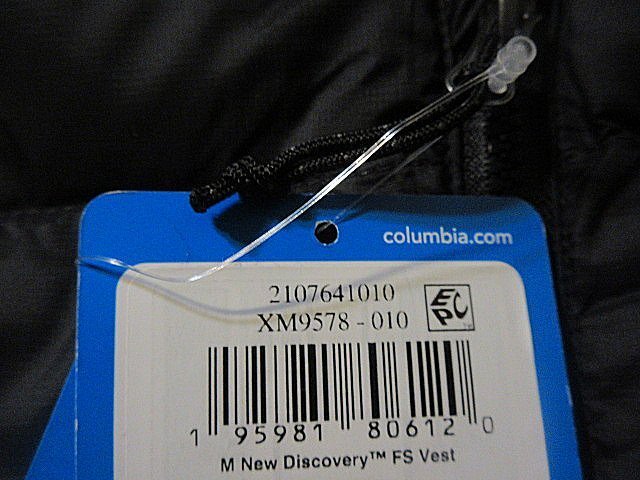 columbia.com
2107641010
XM9578 - 010
EPC
1 95981 80612 0
M New Discovery™ FS Vest